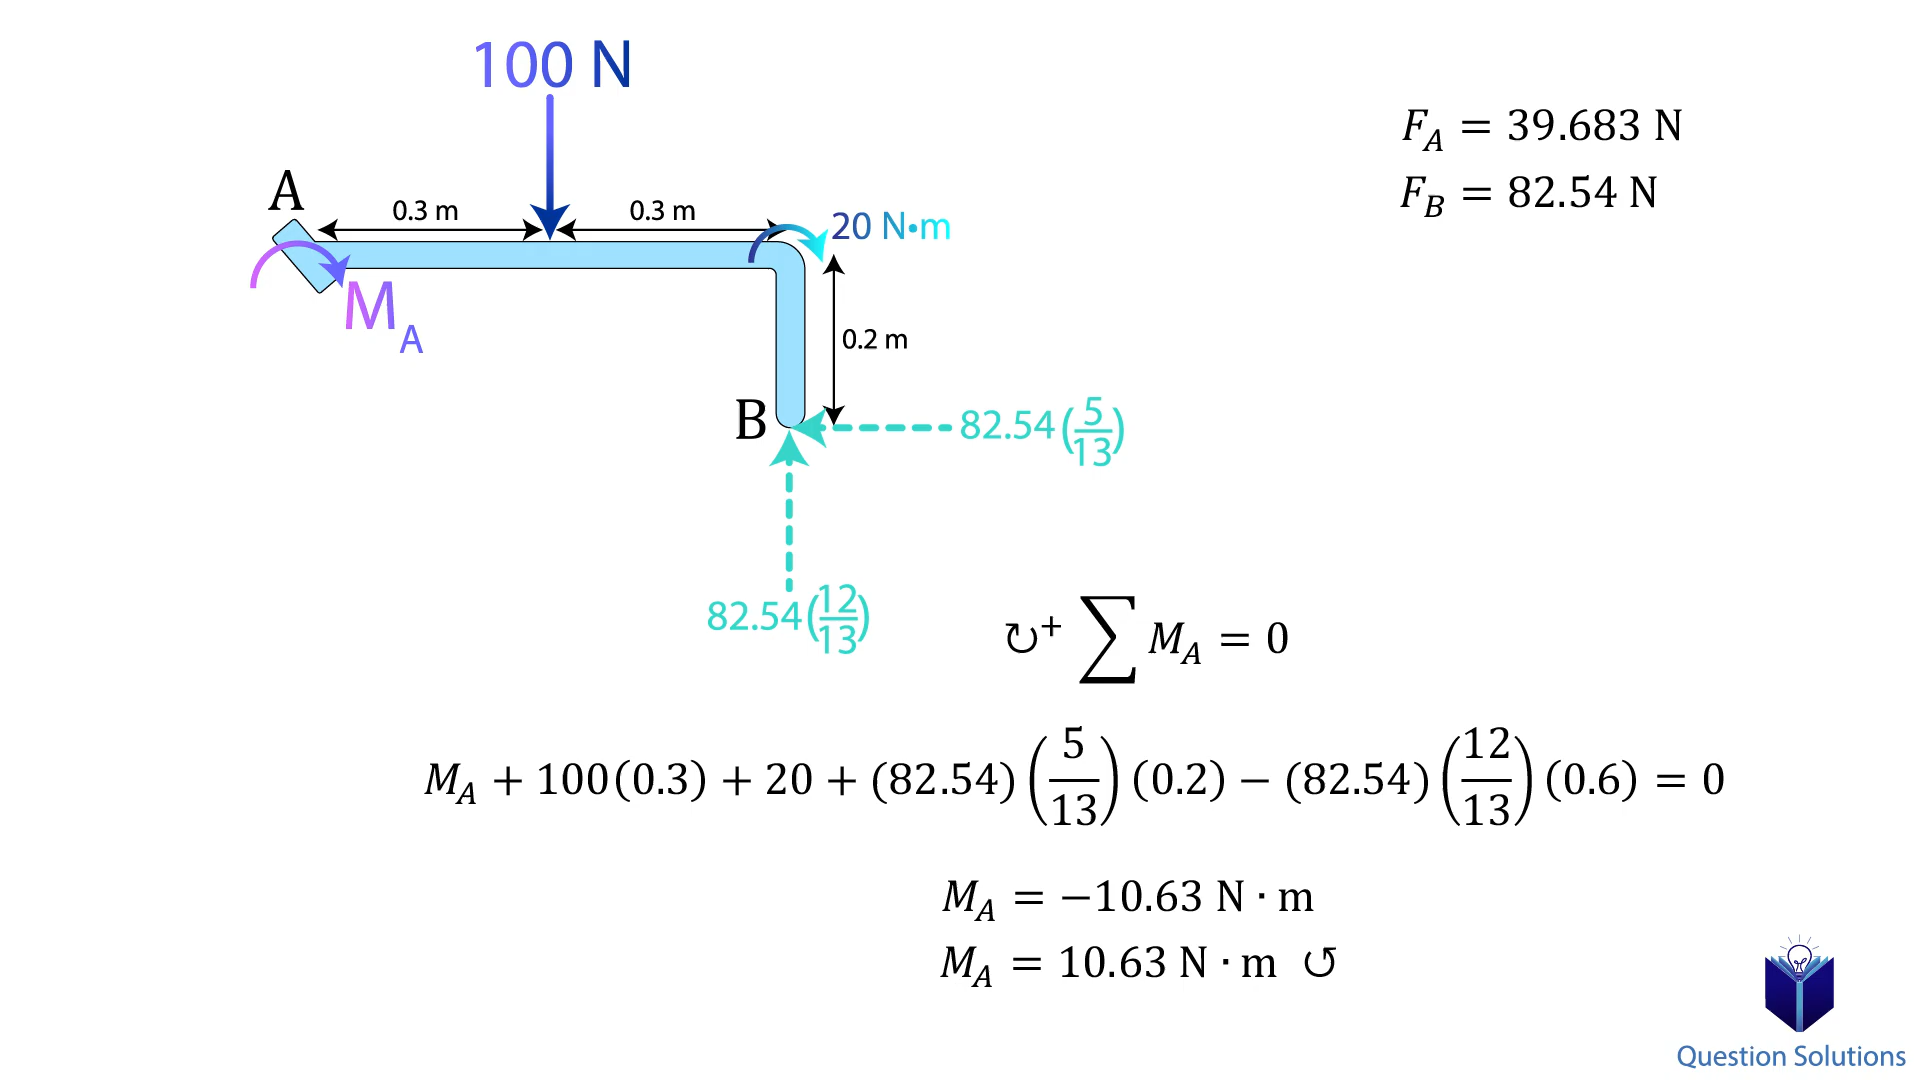 100 N
F_A = 39.683 N
F_B = 82.54 N
A
0.3 m
0.3 m
20 N•m
M_A
0.2 m
B
82.54(5/13)
82.54(12/13)
↻⁺ ∑ M_A = 0
M_A + 100(0.3) + 20 + (82.54)(5/13)(0.2) − (82.54)(12/13)(0.6) = 0
M_A = −10.63 N · m
M_A = 10.63 N · m ↺
Question Solutions